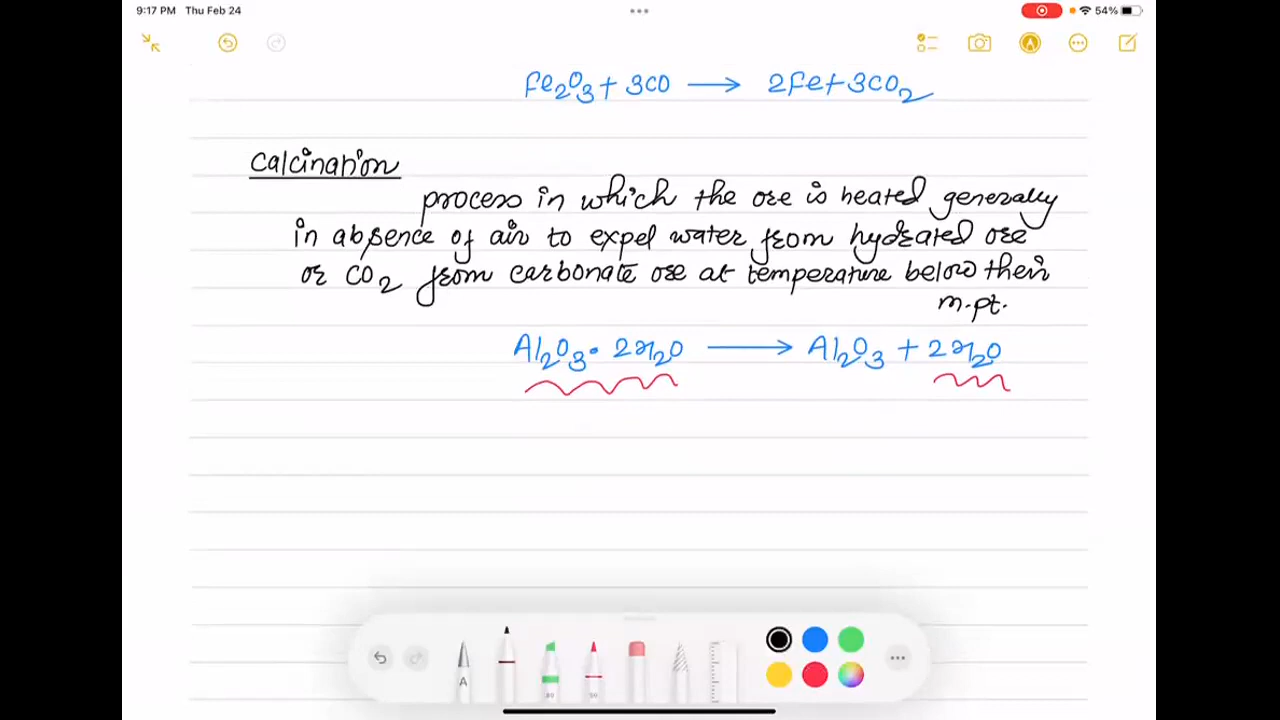 9:17 PM Thu Feb 24
54%
Fe₂O₃ + 3CO → 2Fe + 3CO₂
Calcination
process in which the ore is heated generally
in absence of air to expel water from hydrated ore
or CO₂ from carbonate ore at temperature below their
m.pt.
Al₂O₃ · 2H₂O → Al₂O₃ + 2H₂O
A
80
50